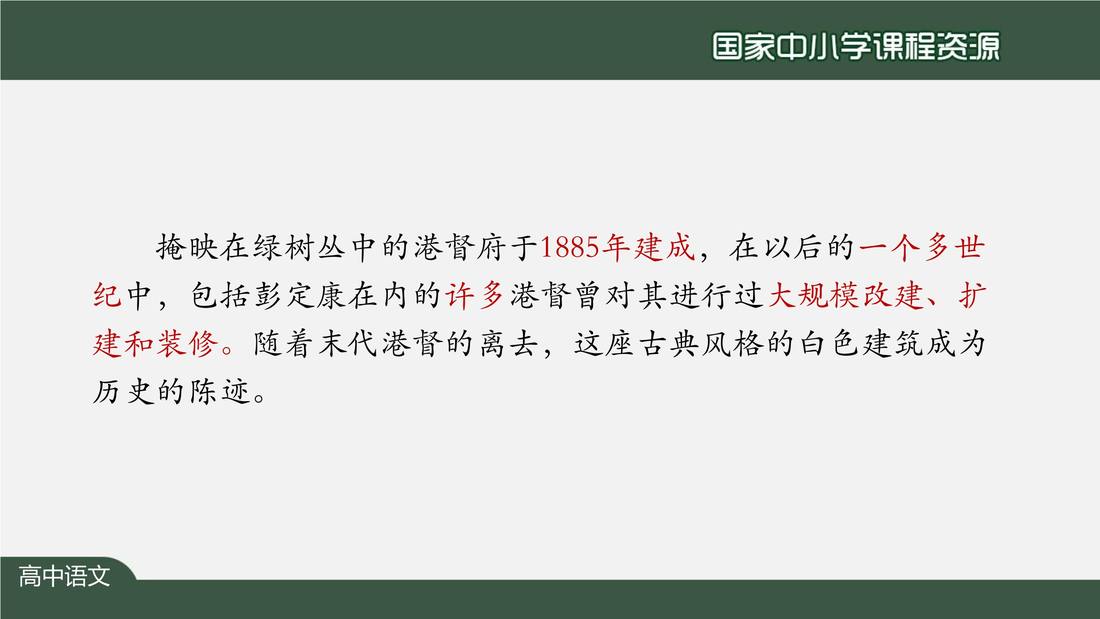 国家中小学课程资源
掩映在绿树丛中的港督府于1885年建成，在以后的一个多世
纪中，包括彭定康在内的许多港督曾对其进行过大规模改建、扩
建和装修。随着末代港督的离去，这座古典风格的白色建筑成为
历史的陈迹。
高中语文